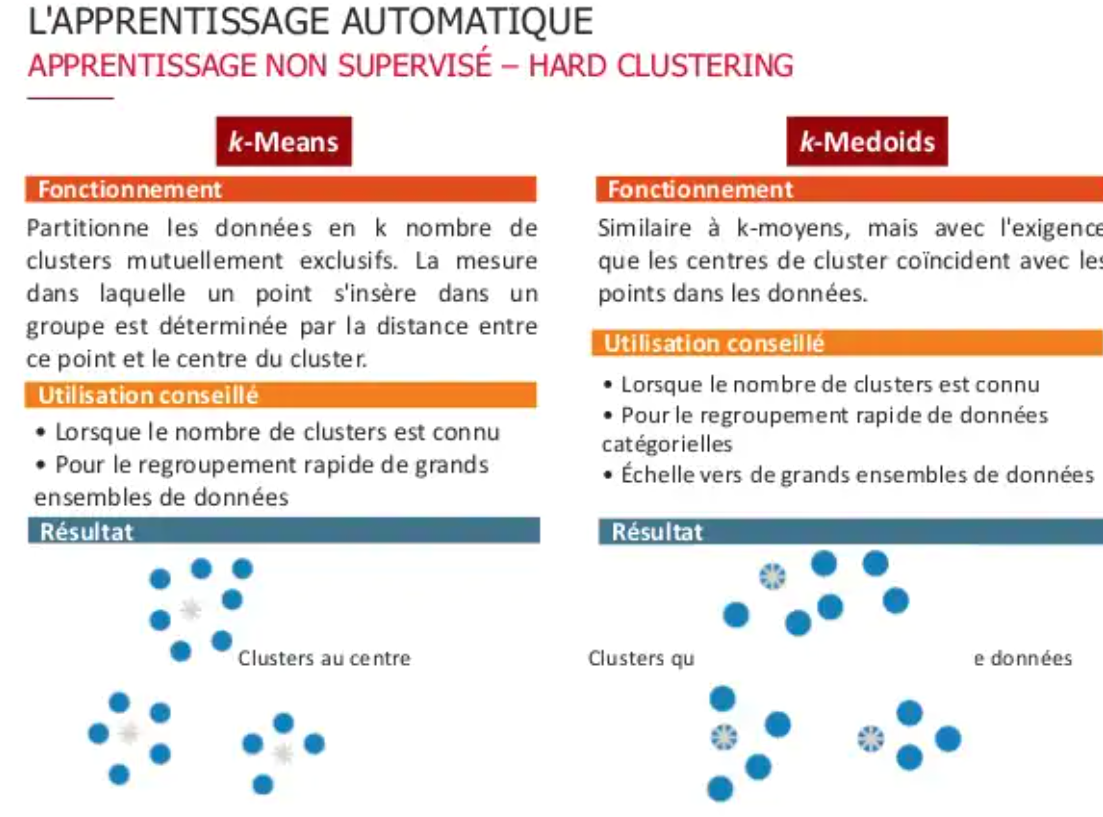 L'APPRENTISSAGE AUTOMATIQUE
APPRENTISSAGE NON SUPERVISÉ – HARD CLUSTERING
k-Means
Fonctionnement
Partitionne les données en k nombre de
clusters mutuellement exclusifs. La mesure
dans laquelle un point s'insère dans un
groupe est déterminée par la distance entre
ce point et le centre du cluster.
Utilisation conseillé
• Lorsque le nombre de clusters est connu
• Pour le regroupement rapide de grands
ensembles de données
Résultat
Clusters au centre
k-Medoids
Fonctionnement
Similaire à k-moyens, mais avec l'exigence
que les centres de cluster coïncident avec les
points dans les données.
Utilisation conseillé
• Lorsque le nombre de clusters est connu
• Pour le regroupement rapide de données
catégorielles
• Échelle vers de grands ensembles de données
Résultat
Clusters qu e données